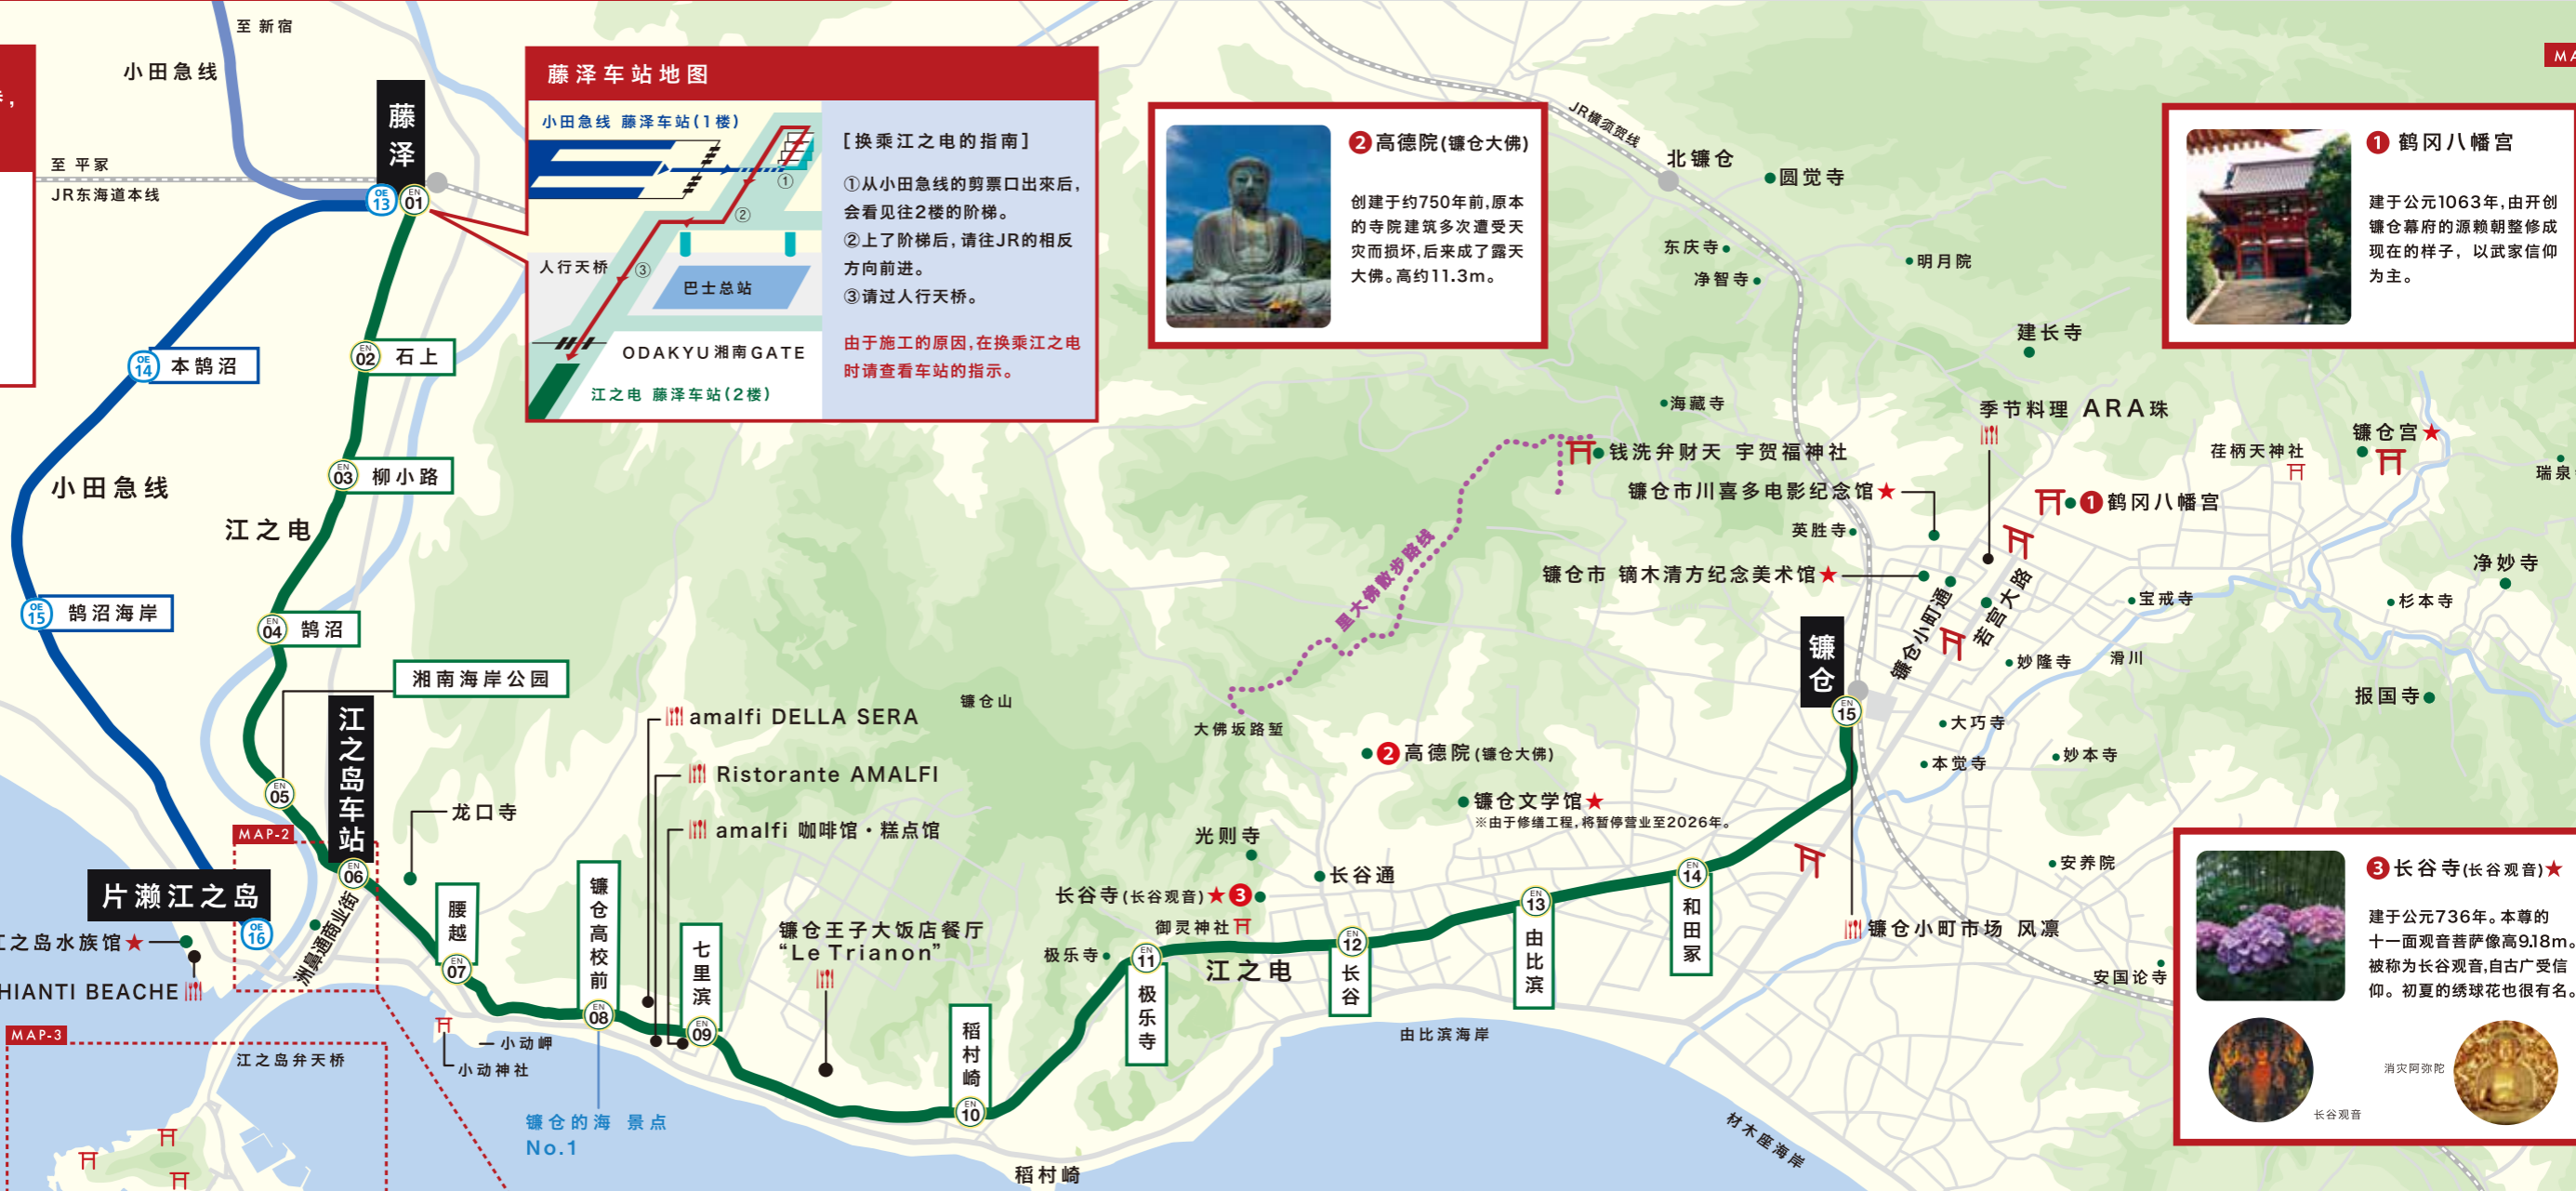 至 新宿
小田急线
至 平冢
JR东海道本线
藤泽
OE 13
EN 01
藤泽车站地图
小田急线 藤泽车站(1楼)
①
②
人行天桥
③
巴士总站
ODAKYU湘南GATE
江之电 藤泽车站(2楼)
[换乘江之电的指南]
①从小田急线的剪票口出來后,
会看见往2楼的阶梯。
②上了阶梯后,请往JR的相反
方向前进。
③请过人行天桥。
由于施工的原因,在换乘江之电
时请查看车站的指示。
2 高德院(镰仓大佛)
创建于约750年前,原本
的寺院建筑多次遭受天
灾而损坏,后来成了露天
大佛。高约11.3m。
JR横须贺线
北镰仓
圆觉寺
东庆寺
净智寺
明月院
建长寺
1 鹤冈八幡宫
建于公元1063年,由开创
镰仓幕府的源赖朝整修成
现在的样子，以武家信仰
为主。
MA
OE 14 本鹄沼
EN 02 石上
EN 03 柳小路
小田急线
江之电
OE 15 鹄沼海岸
EN 04 鹄沼
湘南海岸公园
EN 05
江之岛车站
EN 06
MAP-2
片濑江之岛
OE 16
之岛水族馆★
HIANTI BEACHE
洲鼻通商业街
MAP-3
江之岛弁天桥
龙口寺
腰越
EN 07
小动岬
小动神社
镰仓高校前
EN 08
镰仓的海 景点
No.1
amalfi DELLA SERA
Ristorante AMALFI
amalfi 咖啡馆・糕点馆
七里滨
EN 09
镰仓王子大饭店餐厅
“Le Trianon”
稻村崎
EN 10
稻村崎
镰仓山
海藏寺
钱洗弁财天 宇贺福神社
里大佛散步路线
大佛坂路堑
2 高德院(镰仓大佛)
镰仓文学馆★
※由于修缮工程,将暂停营业至2026年。
光则寺
长谷通
长谷寺(长谷观音)★3
御灵神社
极乐寺
EN 11
极乐寺
江之电
EN 12
长谷
EN 13
由比滨
EN 14
和田冢
由比滨海岸
材木座海岸
镰仓市川喜多电影纪念馆★
英胜寺
镰仓市 镝木清方纪念美术馆★
季节料理 ARA珠
1 鹤冈八幡宫
荏柄天神社
镰仓宫★
瑞泉
净妙寺
杉本寺
宝戒寺
报国寺
镰仓小町通
若宫大路
妙隆寺
滑川
镰仓
EN 15
大巧寺
本觉寺
妙本寺
安养院
安国论寺
镰仓小町市场 风凛
3 长谷寺(长谷观音)★
建于公元736年。本尊的
十一面观音菩萨像高9.18m。
被称为长谷观音,自古广受信
仰。初夏的绣球花也很有名。
长谷观音
消灾阿弥陀